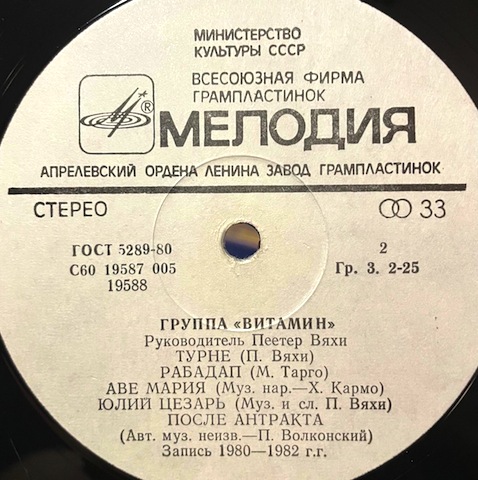 МИНИСТЕРСТВО
КУЛЬТУРЫ СССР
ВСЕСОЮЗНАЯ ФИРМА
ГРАМПЛАСТИНОК
®
МЕЛОДИЯ
АПРЕЛЕВСКИЙ ОРДЕНА ЛЕНИНА ЗАВОД ГРАМПЛАСТИНОК
СТЕРЕО 33
ГОСТ 5289-80 2
С60 19587 005 Гр. 3. 2-25
19588
ГРУППА «ВИТАМИН»
Руководитель Пеетер Вяхи
ТУРНЕ (П. Вяхи)
РАБАДАП (М. Тарго)
АВЕ МАРИЯ (Муз. нар.—Х. Кармо)
ЮЛИЙ ЦЕЗАРЬ (Муз. и сл. П. Вяхи)
ПОСЛЕ АНТРАКТА
(Авт. муз. неизв.—П. Волконский)
Запись 1980—1982 г.г.